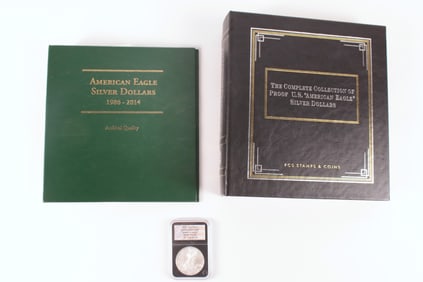 AMERICAN EAGLE
SILVER DOLLARS
1986 - 2014
Archival Quality
THE COMPLETE COLLECTION OF
PROOF U.S. "AMERICAN EAGLE"
SILVER DOLLARS
PCS STAMPS & COINS